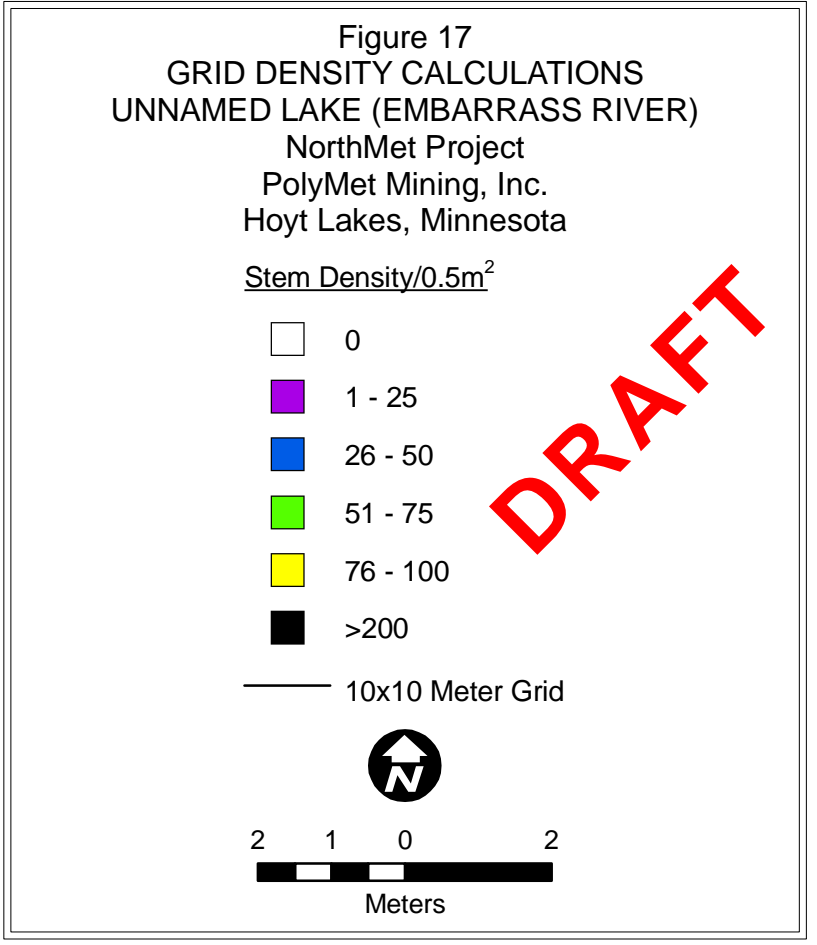 Figure 17
GRID DENSITY CALCULATIONS
UNNAMED LAKE (EMBARRASS RIVER)
NorthMet Project
PolyMet Mining, Inc.
Hoyt Lakes, Minnesota
Stem Density/0.5m²
0
1 - 25
26 - 50
51 - 75
76 - 100
>200
10x10 Meter Grid
DRAFT
N
2 1 0 2
Meters